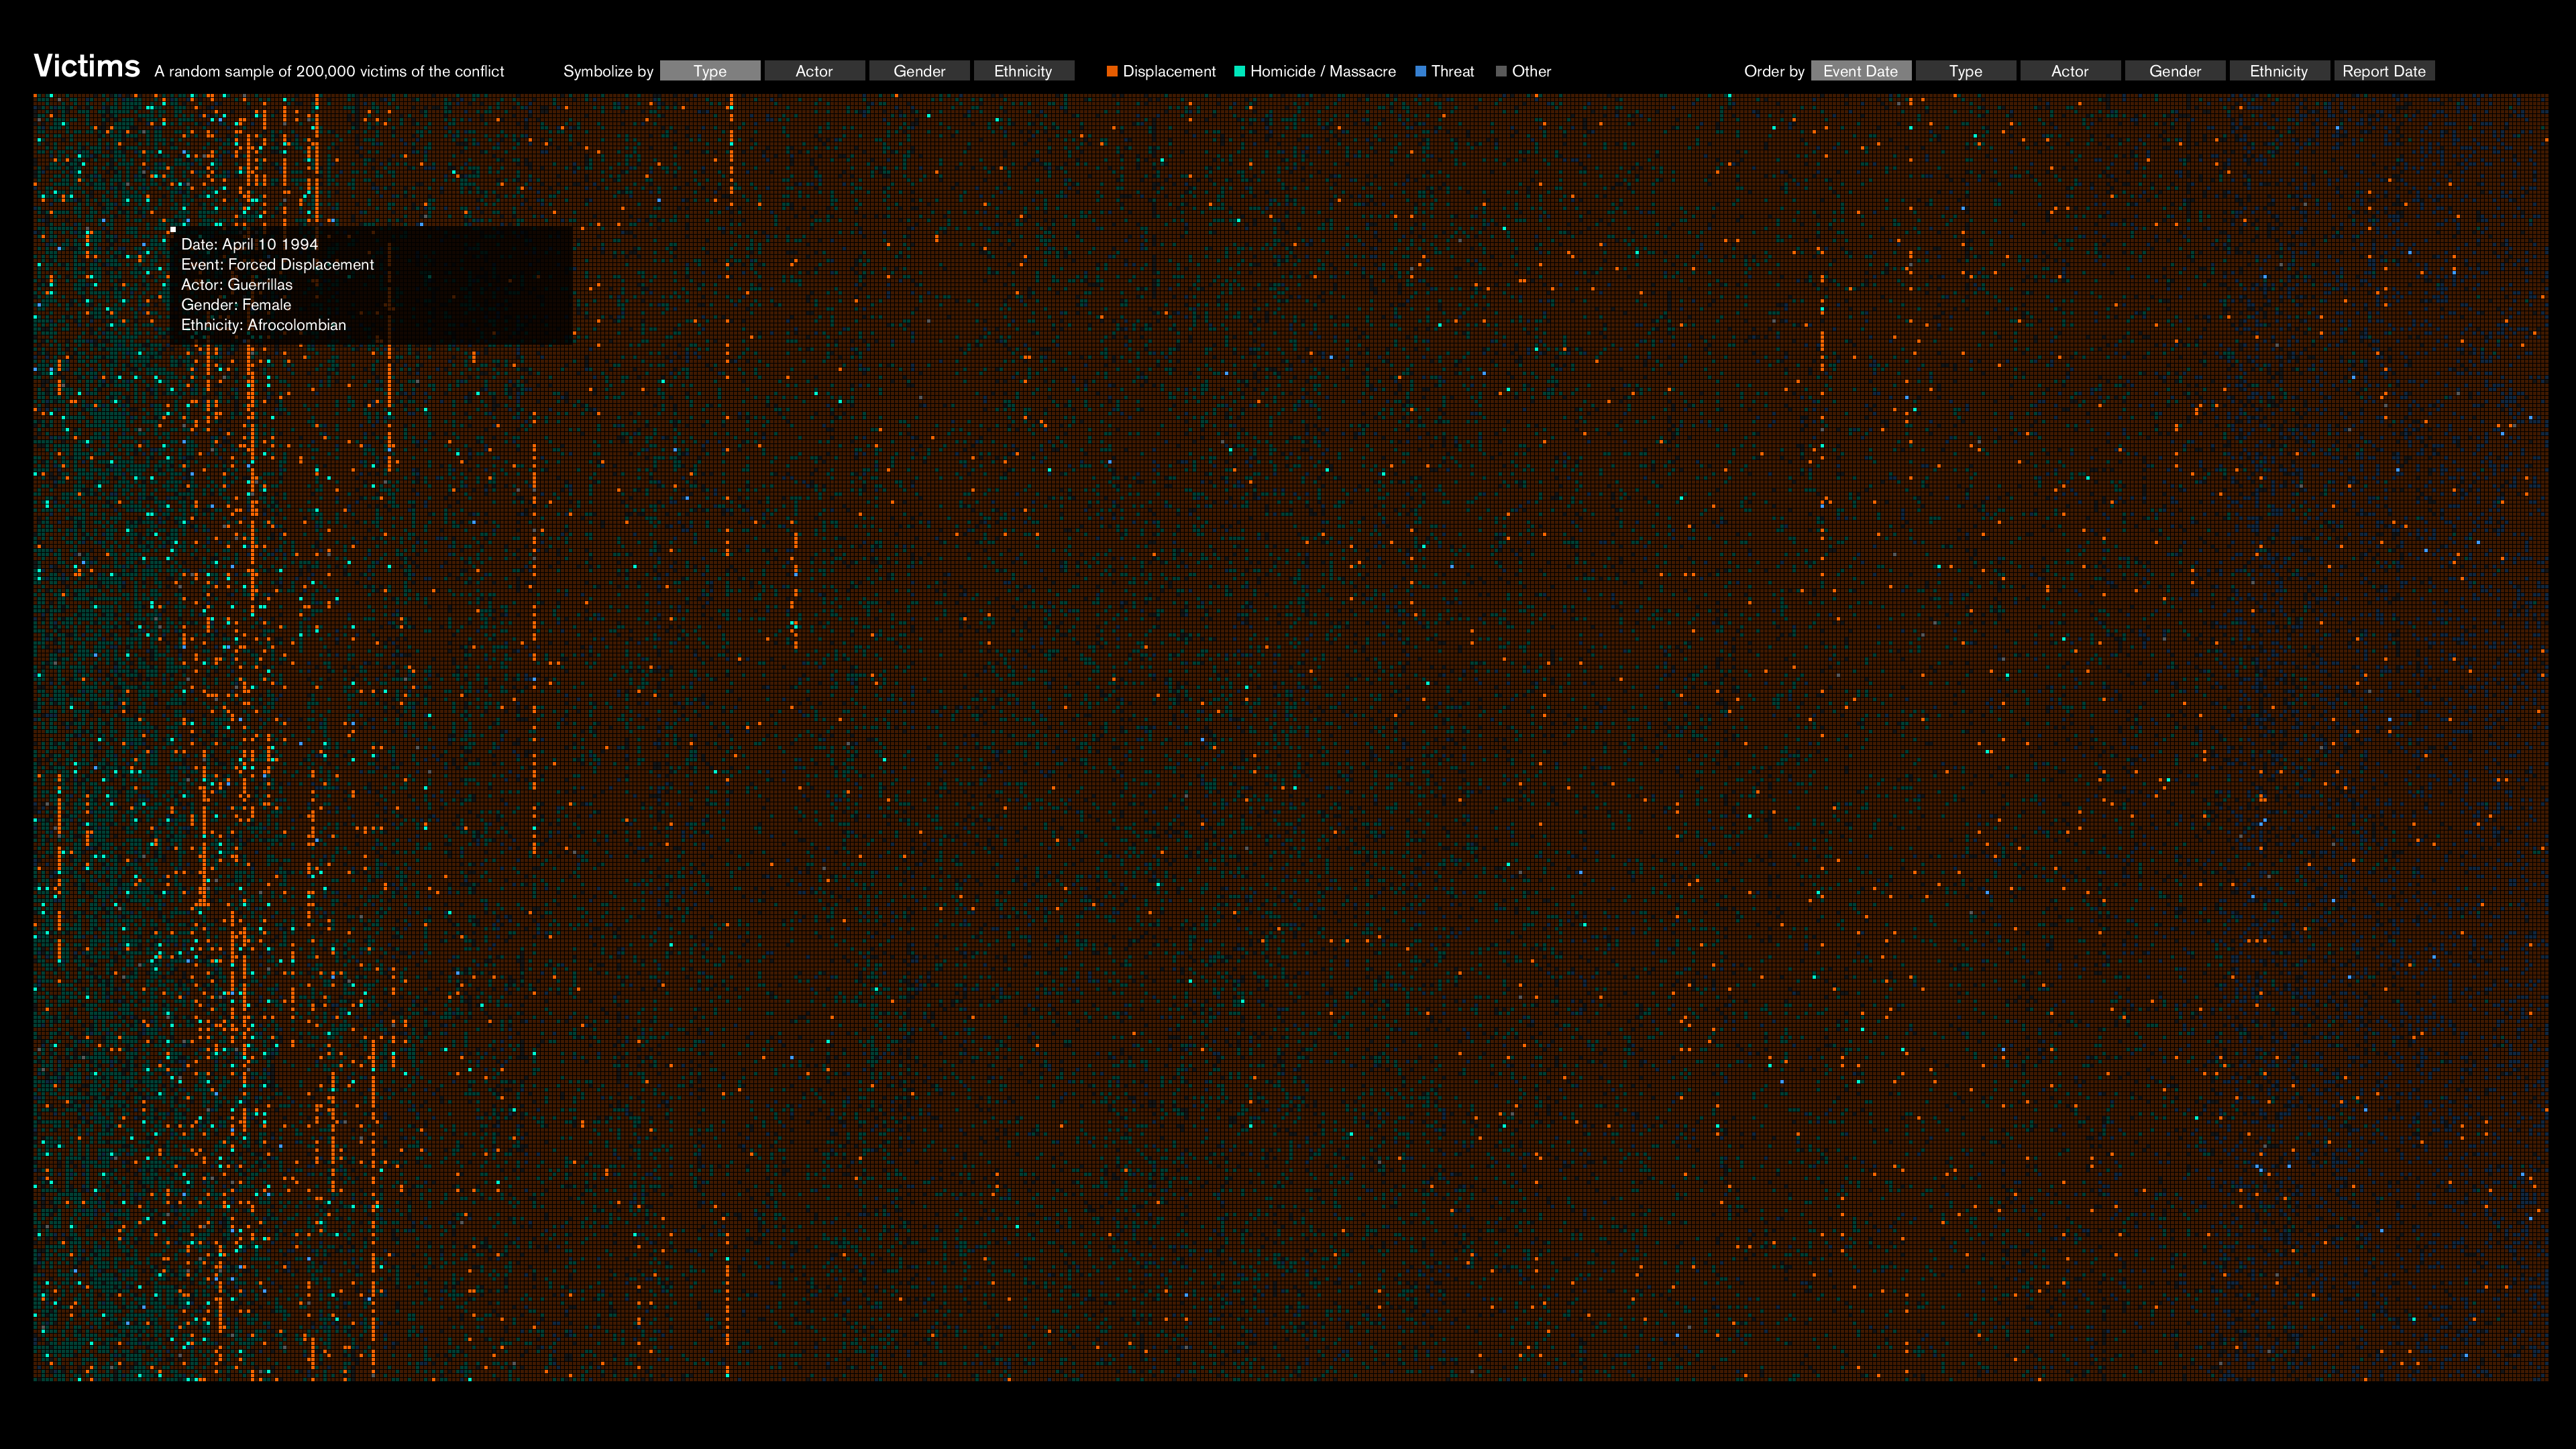 Victims A random sample of 200,000 victims of the conflict Symbolize by Type Actor Gender Ethnicity Displacement Homicide / Massacre Threat Other Order by Event Date Type Actor Gender Ethnicity Report Date
Date: April 10 1994
Event: Forced Displacement
Actor: Guerrillas
Gender: Female
Ethnicity: Afrocolombian